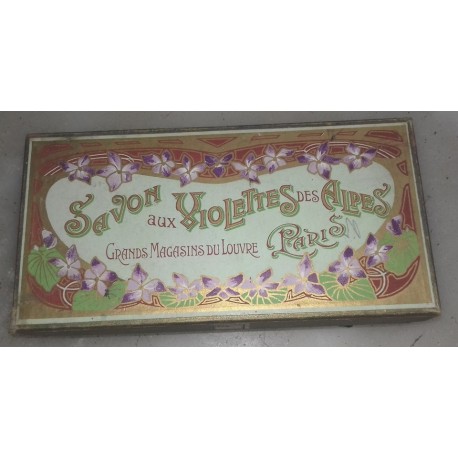 SAVON AUX VIOLETTES DES ALPES
GRANDS MAGASINS DU LOUVRE PARIS